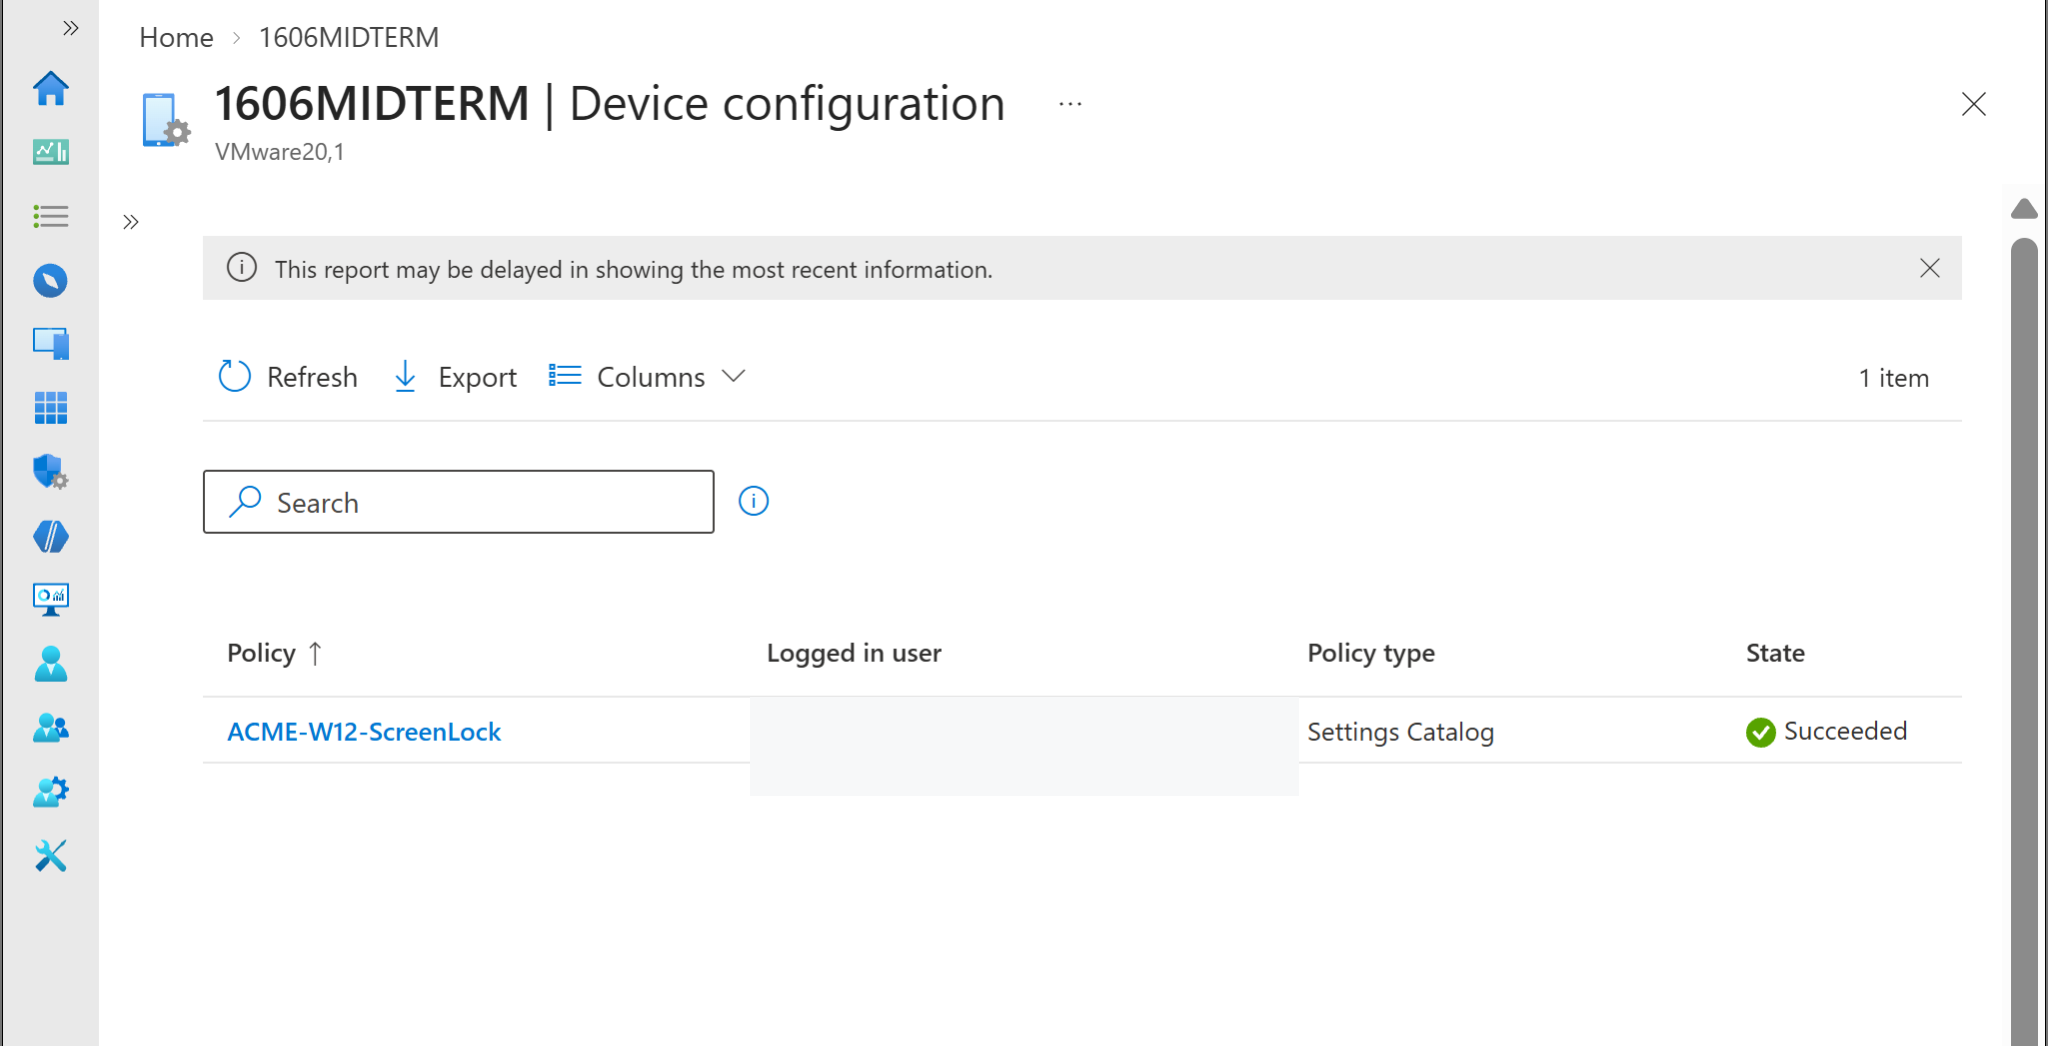 Home > 1606MIDTERM
1606MIDTERM | Device configuration ...
VMware20,1
This report may be delayed in showing the most recent information.
Refresh Export Columns 1 item
Search
Policy ↑ Logged in user Policy type State
ACME-W12-ScreenLock Settings Catalog Succeeded